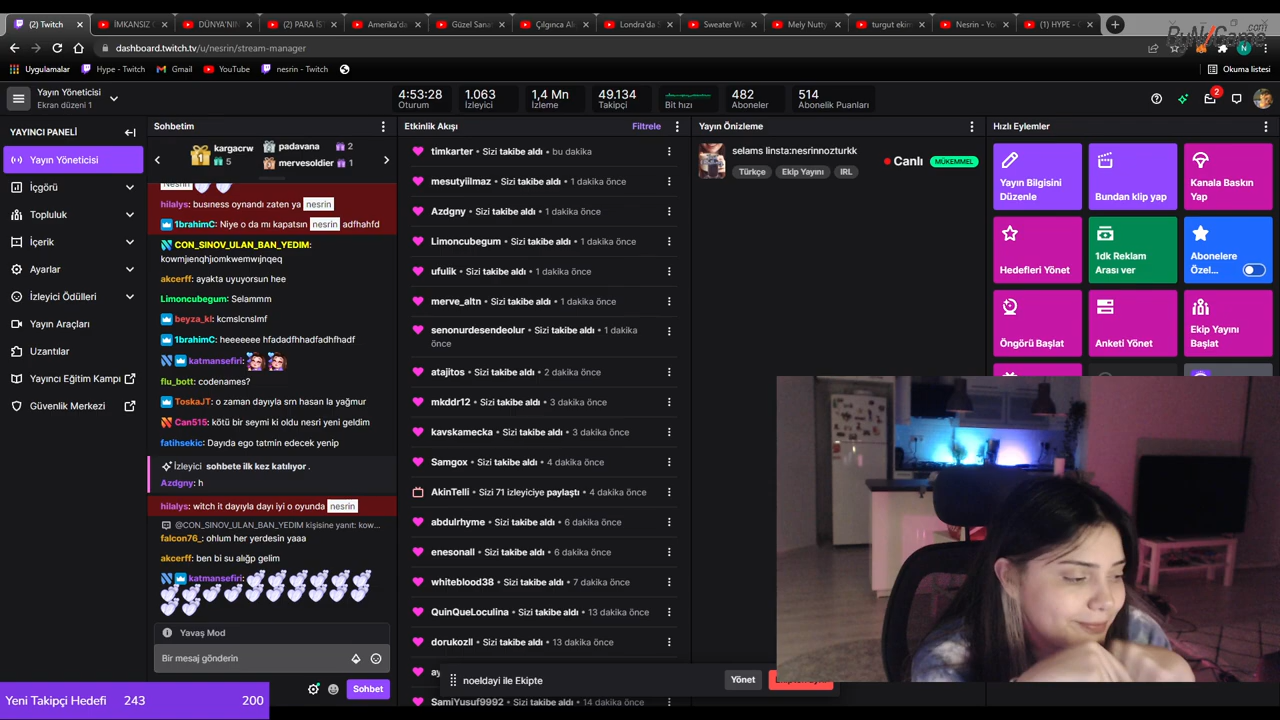 (2) Twitch
İMKANSIZ
DÜNYA'NIN
(2) PARA İS
Amerika'da
Güzel Sanat
Çılgınca Al
Londra'da
Sweater We
Mely Nutty
turgut ekim
Nesrin - Yo
(1) HYPE - Ç
dashboard.twitch.tv/u/nesrin/stream-manager
ByNoGame.com
Uygulamalar
Hype - Twitch
Gmail
YouTube
nesrin - Twitch
Okuma listesi
Yayın Yöneticisi
Ekran düzeni 1
4:53:28
Oturum
1.063
İzleyici
1,4 Mn
İzleme
49.134
Takipçi
Bit hızı
482
Aboneler
514
Abonelik Puanları
2
YAYINCI PANELİ
Yayın Yöneticisi
İçgörü
Topluluk
İçerik
Ayarlar
İzleyici Ödülleri
Yayın Araçları
Uzantılar
Yayıncı Eğitim Kampı
Güvenlik Merkezi
Sohbetim
1 kargacrw
5
2 padavana 2
3 mervesoldier 1
Nesrin
hilalys: busıness oynandı zaten ya nesrin
1brahimC: Niye o da mı kapatsın nesrin adfhahfd
CON_SINOV_ULAN_BAN_YEDIM:
kowmjenqhjiomkwemwıjnqeq
akcerff: ayakta uyuyorsun hee
Limoncubegum: Selammm
beyza_kl: kcmslcnslmf
1brahimC: heeeeeee hfadadfhhadfadhfhadf
katmansefiri:
flu_bott: codenames?
ToskaJT: o zaman dayıyla srn hasan la yağmur
Can515: kötü bir seymi ki oldu nesri yeni geldim
fatihsekic: Dayıda ego tatmin edecek yenip
İzleyici sohbete ilk kez katılıyor .
Azdgny: h
hilalys: witch it dayıyla dayı iyi o oyunda nesrin
@CON_SINOV_ULAN_BAN_YEDIM kişisine yanıt: kow...
falcon76_: ohlum her yerdesin yaaa
akcerff: ben bi su alığp gelim
katmansefiri:
Yavaş Mod
Bir mesaj gönderin
Sohbet
Yeni Takipçi Hedefi 243 200
Etkinlik Akışı
Filtrele
timkarter • Sizi takibe aldı • bu dakika
mesutyiilmaz • Sizi takibe aldı • 1 dakika önce
Azdgny • Sizi takibe aldı • 1 dakika önce
Limoncubegum • Sizi takibe aldı • 1 dakika önce
ufulik • Sizi takibe aldı • 1 dakika önce
merve_altn • Sizi takibe aldı • 1 dakika önce
senonurdesendeolur • Sizi takibe aldı • 1 dakika
önce
atajitos • Sizi takibe aldı • 2 dakika önce
mkddr12 • Sizi takibe aldı • 3 dakika önce
kavskamecka • Sizi takibe aldı • 3 dakika önce
Samgox • Sizi takibe aldı • 4 dakika önce
AkinTelli • Sizi 71 izleyiciye paylaştı • 4 dakika önce
abdulrhyme • Sizi takibe aldı • 6 dakika önce
enesonall • Sizi takibe aldı • 6 dakika önce
whiteblood38 • Sizi takibe aldı • 7 dakika önce
QuinQueLoculina • Sizi takibe aldı • 13 dakika önce
dorukozll • Sizi takibe aldı • 13 dakika önce
ay
SamiYusuf9992 • Sizi takibe aldı • 14 dakika önce
noeldayi ile Ekipte
Yönet
Yayın Önizleme
selams Iinsta:nesrinnozturkk
Türkçe
Ekip Yayını
IRL
Canlı
MÜKEMMEL
Hızlı Eylemler
Yayın Bilgisini
Düzenle
Bundan klip yap
Kanala Baskın
Yap
Hedefleri Yönet
1dk Reklam
Arası ver
Abonelere
Özel...
Öngörü Başlat
Anketi Yönet
Ekip Yayını
Başlat